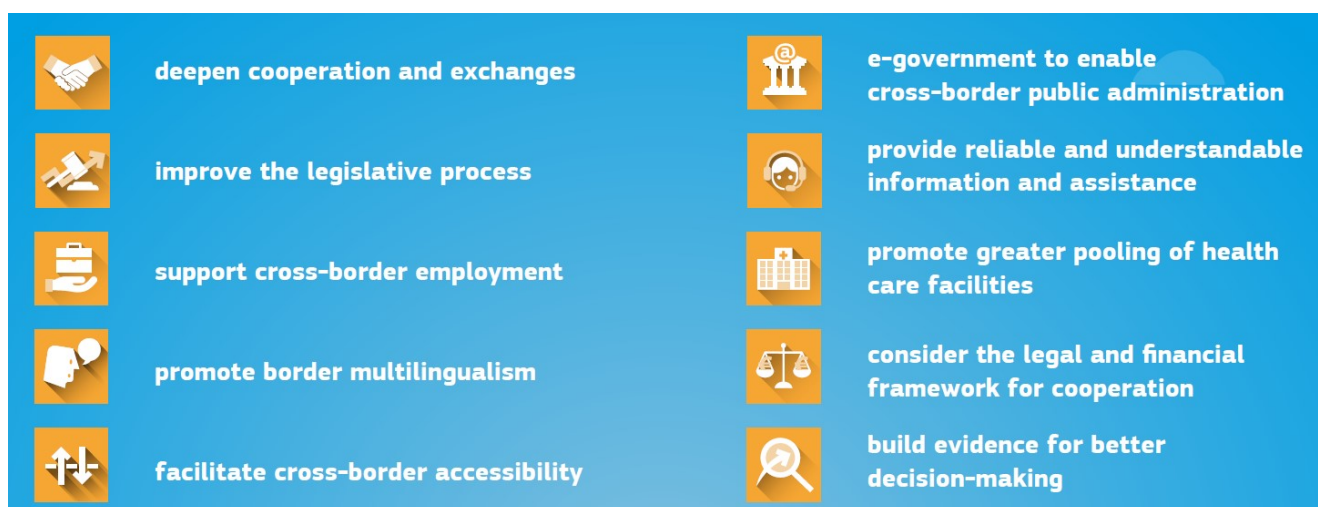 deepen cooperation and exchanges
improve the legislative process
support cross-border employment
promote border multilingualism
facilitate cross-border accessibility
@
e-government to enable
cross-border public administration
provide reliable and understandable
information and assistance
promote greater pooling of health
care facilities
consider the legal and financial
framework for cooperation
build evidence for better
decision-making